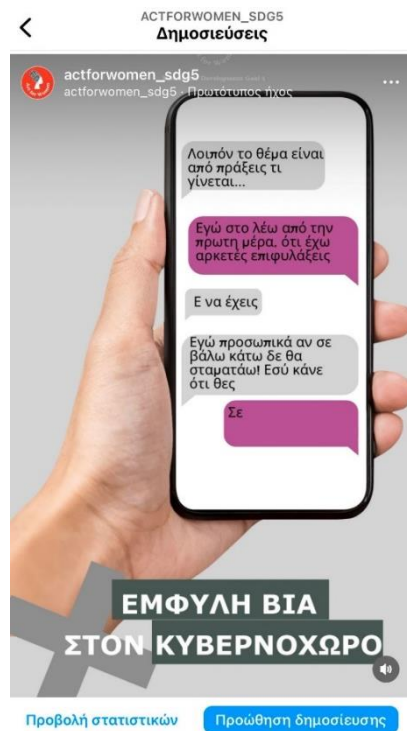 ACTFORWOMEN_SDG5
Δημοσιεύσεις
actforwomen_sdg5
actforwomen_sdg5 · Πρωτότυπος ήχος
Λοιπόν το θέμα είναι
από πράξεις τι
γίνεται...
Εγώ στο λέω από την
πρωτη μέρα, ότι έχω
αρκετές επιφυλάξεις
Ε να έχεις
Εγώ προσωπικά αν σε
βάλω κάτω δε θα
σταματάω! Εσύ κάνε
ότι θες
Σε
ΕΜΦΥΛΗ ΒΙΑ
ΣΤΟΝ ΚΥΒΕΡΝΟΧΩΡΟ
Προβολή στατιστικών
Προώθηση δημοσίευσης